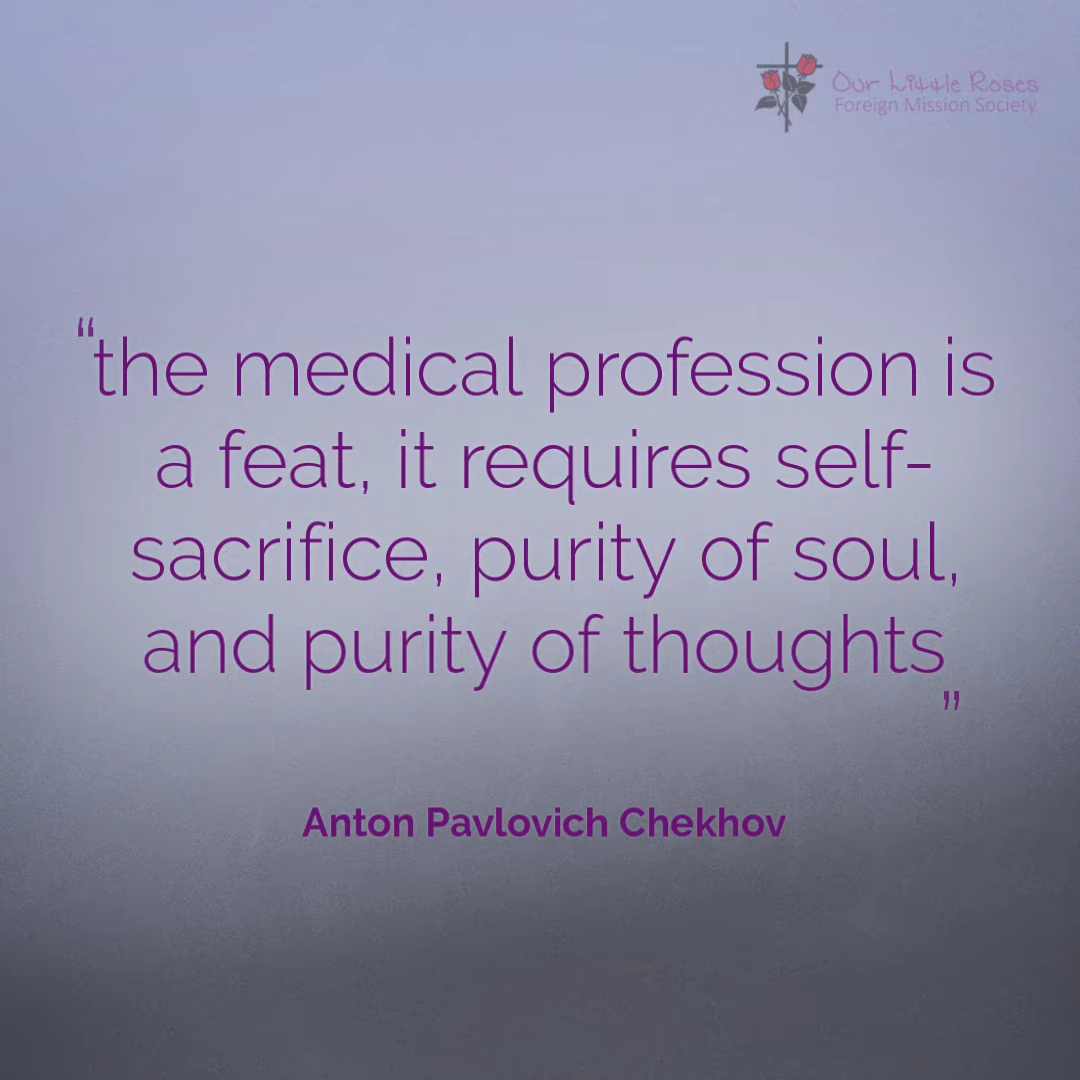 Our Little Roses
Foreign Mission Society
“the medical profession is
a feat, it requires self-
sacrifice, purity of soul,
and purity of thoughts”
Anton Pavlovich Chekhov